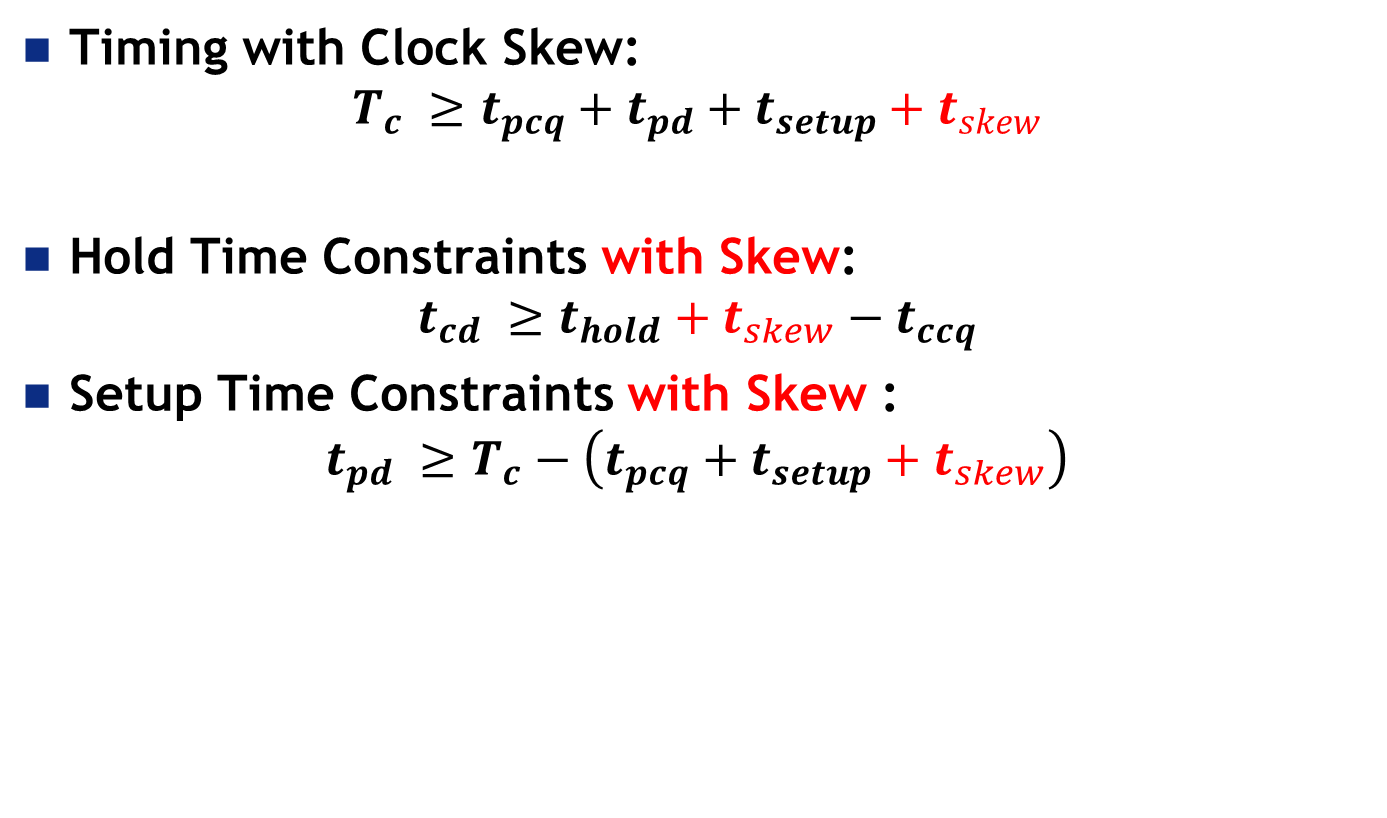 ■ Timing with Clock Skew:
T_c ≥ t_pcq + t_pd + t_setup + t_skew
■ Hold Time Constraints with Skew:
t_cd ≥ t_hold + t_skew − t_ccq
■ Setup Time Constraints with Skew :
t_pd ≥ T_c − (t_pcq + t_setup + t_skew)